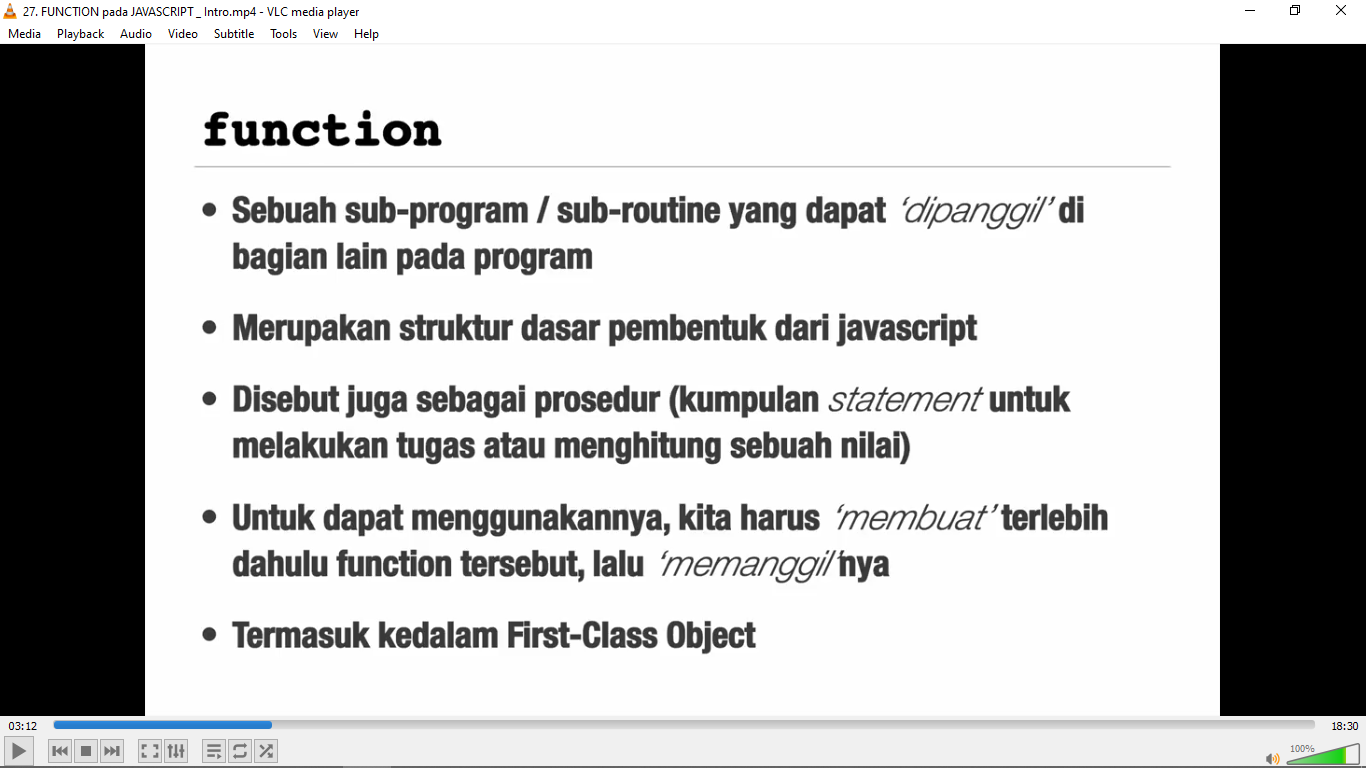 27. FUNCTION pada JAVASCRIPT _ Intro.mp4 - VLC media player
Media Playback Audio Video Subtitle Tools View Help
function
• Sebuah sub-program / sub-routine yang dapat ‘dipanggil’ di
bagian lain pada program
• Merupakan struktur dasar pembentuk dari javascript
• Disebut juga sebagai prosedur (kumpulan statement untuk
melakukan tugas atau menghitung sebuah nilai)
• Untuk dapat menggunakannya, kita harus ‘membuat’ terlebih
dahulu function tersebut, lalu ‘memanggil’nya
• Termasuk kedalam First-Class Object
03:12 18:30
100%